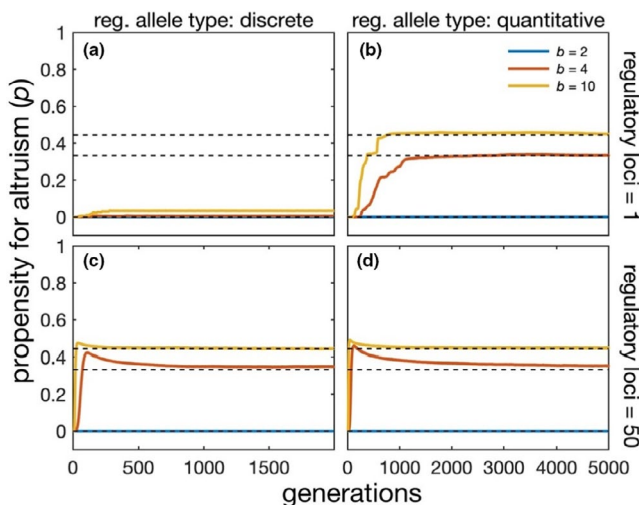 reg. allele type: discrete
reg. allele type: quantitative
propensity for altruism (p)
1
0.8
0.6
0.4
0.2
0
(a)
(b)
b = 2
b = 4
b = 10
regulatory loci = 1
1
0.8
0.6
0.4
0.2
0
(c)
(d)
regulatory loci = 50
0
500
1000
1500
0
1000
2000
3000
4000
5000
generations